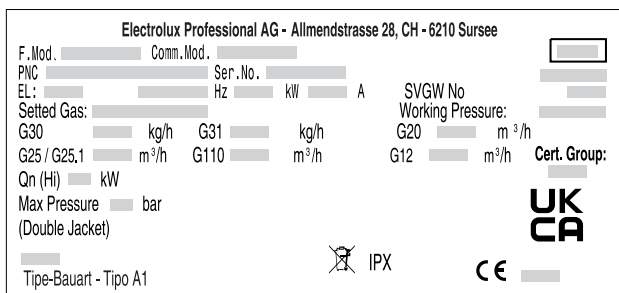 Electrolux Professional AG - Allmendstrasse 28, CH - 6210 Sursee
F.Mod. Comm.Mod.
PNC Ser.No.
EL: Hz kW A SVGW No
Setted Gas: Working Pressure:
G30 kg/h G31 kg/h G20 m³/h
G25 / G25.1 m³/h G110 m³/h G12 m³/h Cert. Group:
Qn (Hi) kW
Max Pressure bar
(Double Jacket)
UK
CA
IPX
CE
Tipe-Bauart - Tipo A1